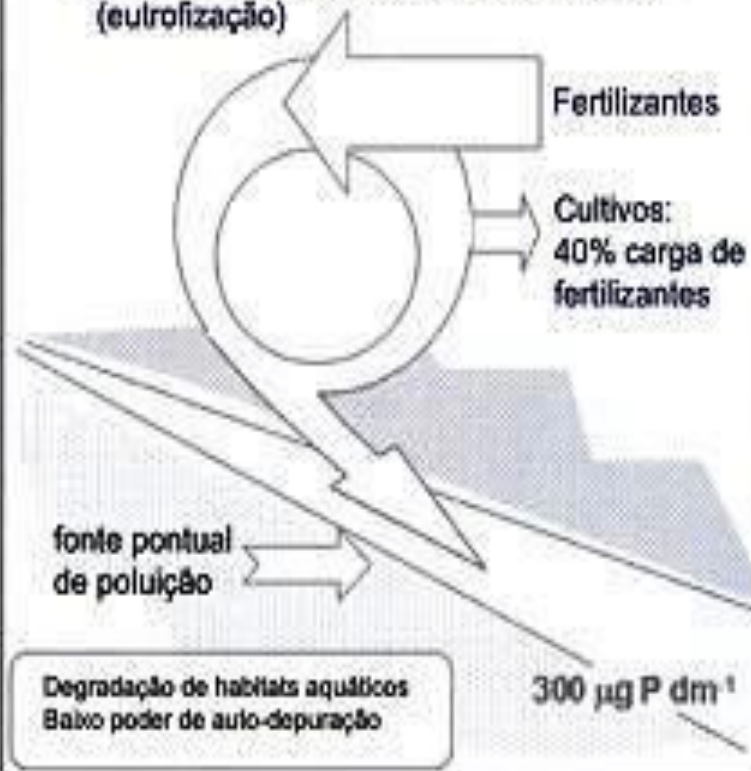 (eutrofização)
Fertilizantes
Cultivos:
40% carga de
fertilizantes
fonte pontual
de poluição
Degradação de habitats aquáticos
Baixo poder de auto-depuração
300 µg P dm⁻¹